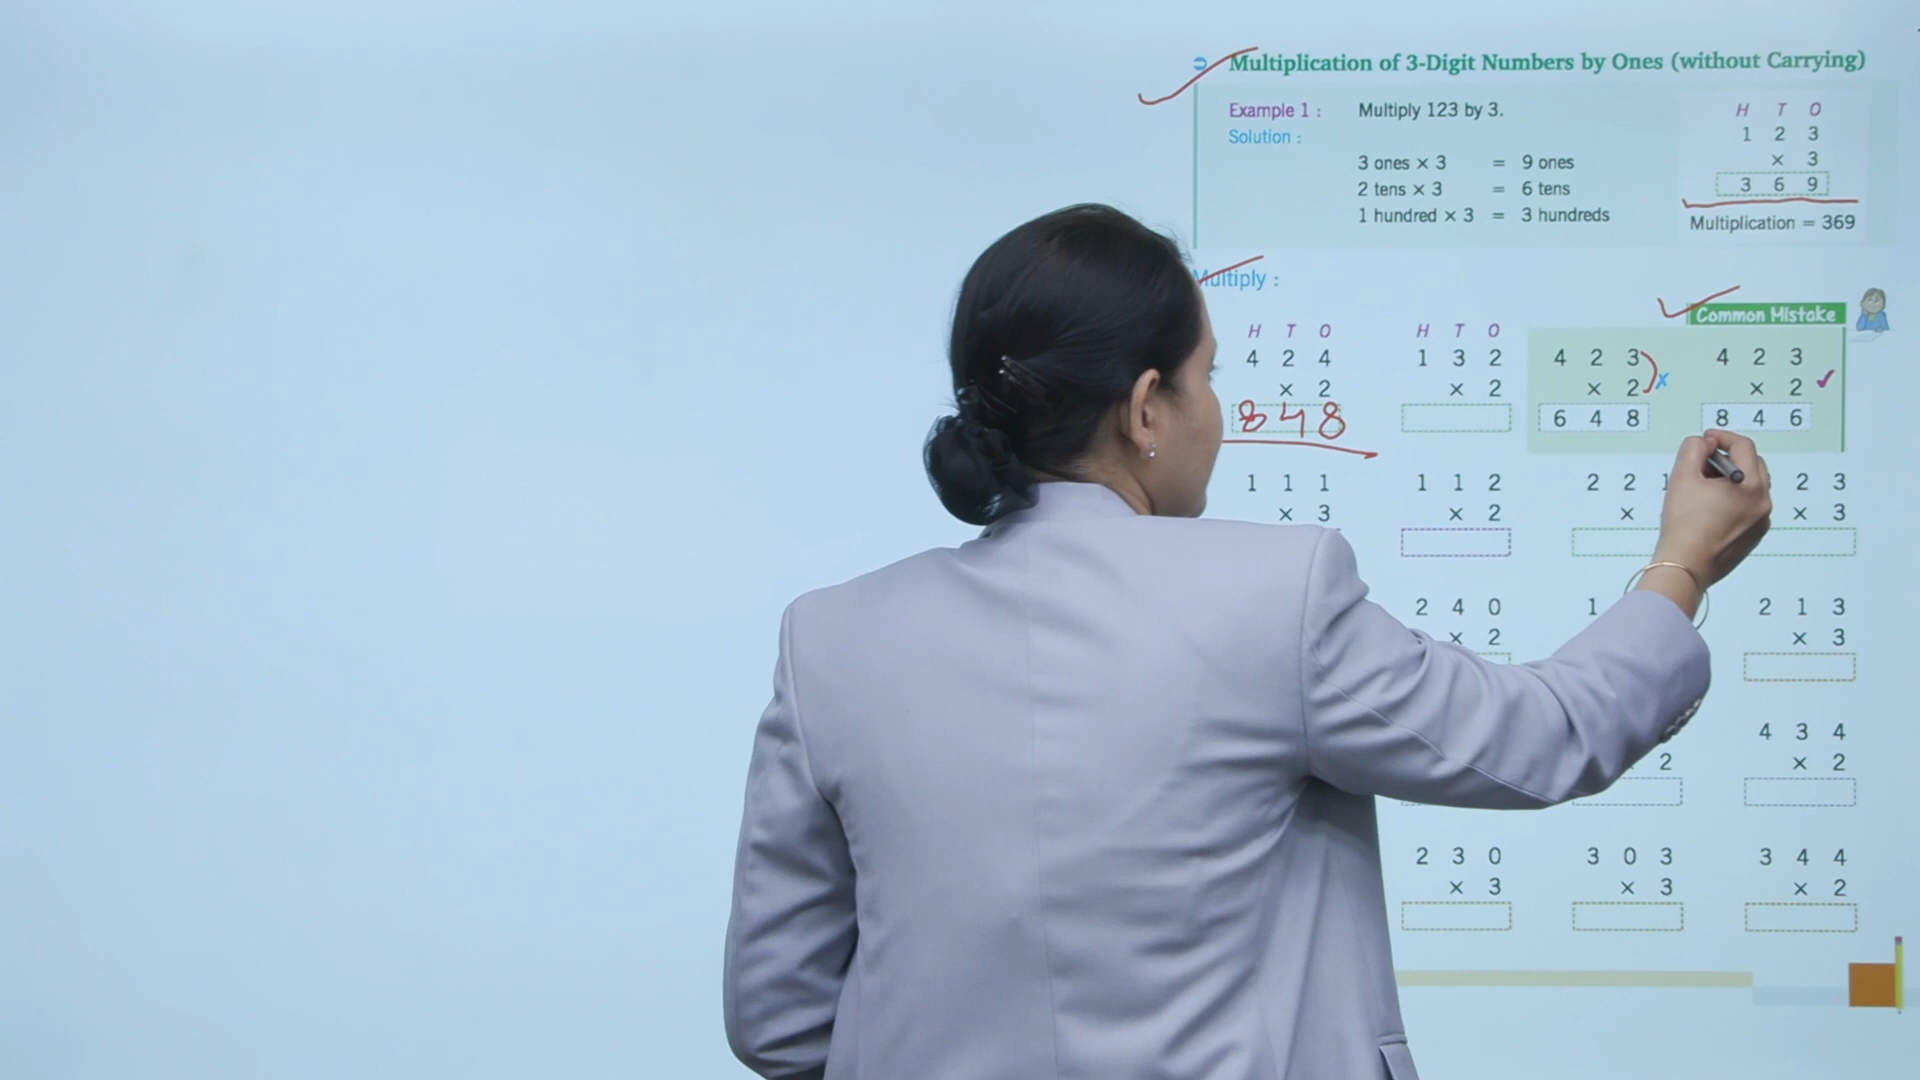 Multiplication of 3-Digit Numbers by Ones (without Carrying)
Example 1 : Multiply 123 by 3.
Solution :
3 ones × 3 = 9 ones
2 tens × 3 = 6 tens
1 hundred × 3 = 3 hundreds
H T O
1 2 3
× 3
3 6 9
Multiplication = 369
Multiply :
H T O
4 2 4
× 2
848
H T O
1 3 2
× 2
Common Mistake
4 2 3
× 2 ✗
6 4 8
4 2 3
× 2 ✓
8 4 6
1 1 1
× 3
1 1 2
× 2
2 2 1
×
2 3
× 3
2 4 0
× 2
1
2 1 3
× 3
2
4 3 4
× 2
2 3 0
× 3
3 0 3
× 3
3 4 4
× 2